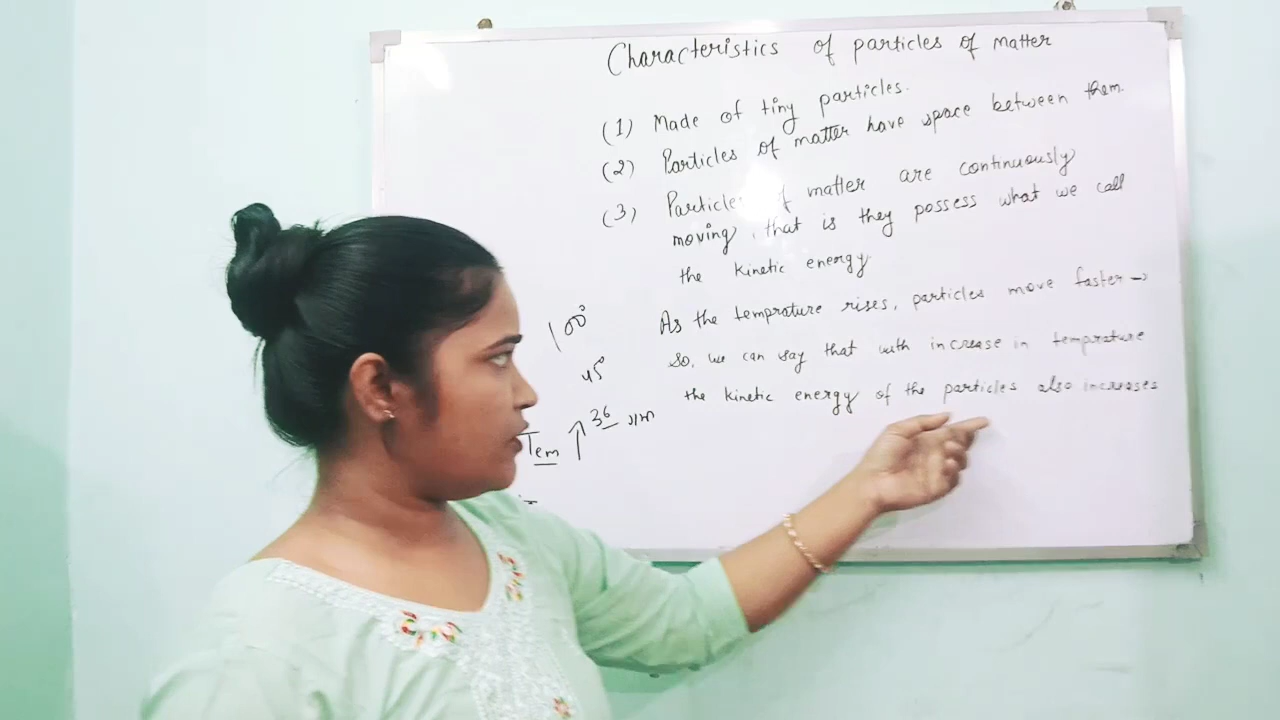 Characteristics of particles of matter
(1) Made of tiny particles.
(2) Particles of matter have space between them.
(3) Particles of matter are continuously
moving, that is they possess what we call
the kinetic energy
As the temprature rises, particles move faster →
so, we can say that with increase in temprature
the kinetic energy of the particles also increases
100°
45°
Tem ↑ 36